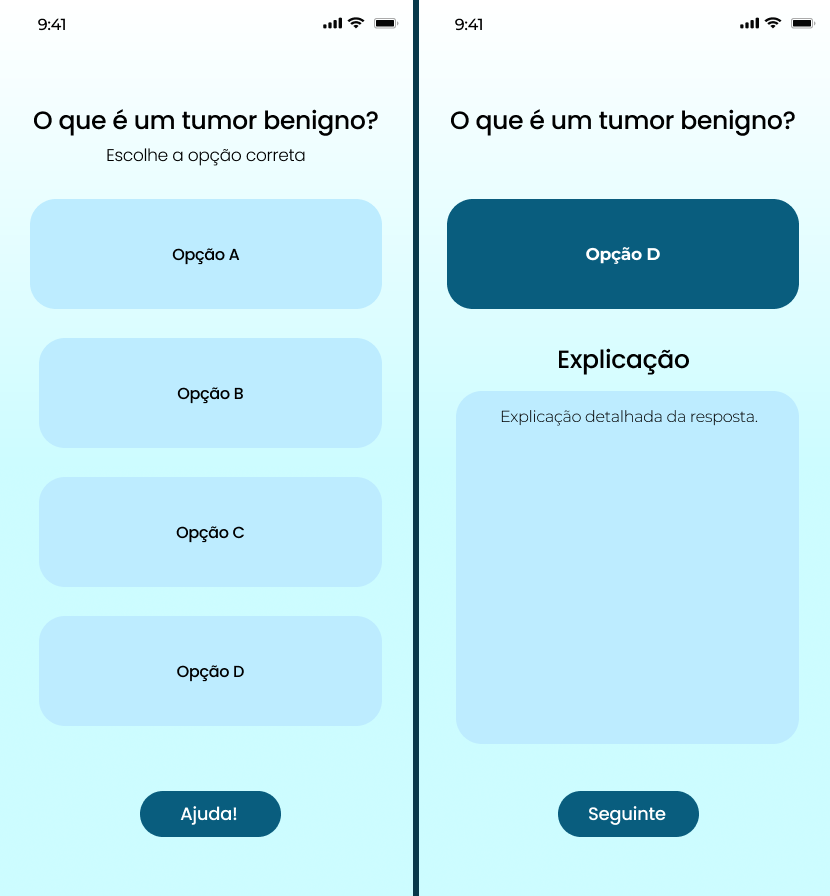 9:41
O que é um tumor benigno?
Escolhe a opção correta
Opção A
Opção B
Opção C
Opção D
Ajuda!
9:41
O que é um tumor benigno?
Opção D
Explicação
Explicação detalhada da resposta.
Seguinte